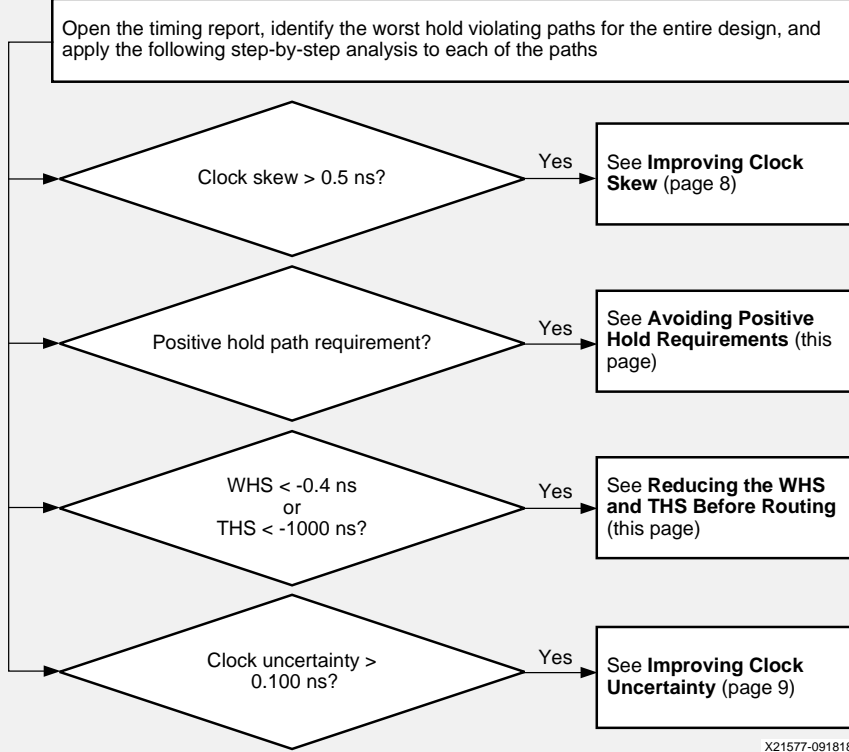 Open the timing report, identify the worst hold violating paths for the entire design, and
apply the following step-by-step analysis to each of the paths
Clock skew > 0.5 ns?
Yes
See Improving Clock
Skew (page 8)
Positive hold path requirement?
Yes
See Avoiding Positive
Hold Requirements (this
page)
WHS < -0.4 ns
or
THS < -1000 ns?
Yes
See Reducing the WHS
and THS Before Routing
(this page)
Clock uncertainty >
0.100 ns?
Yes
See Improving Clock
Uncertainty (page 9)
X21577-091818